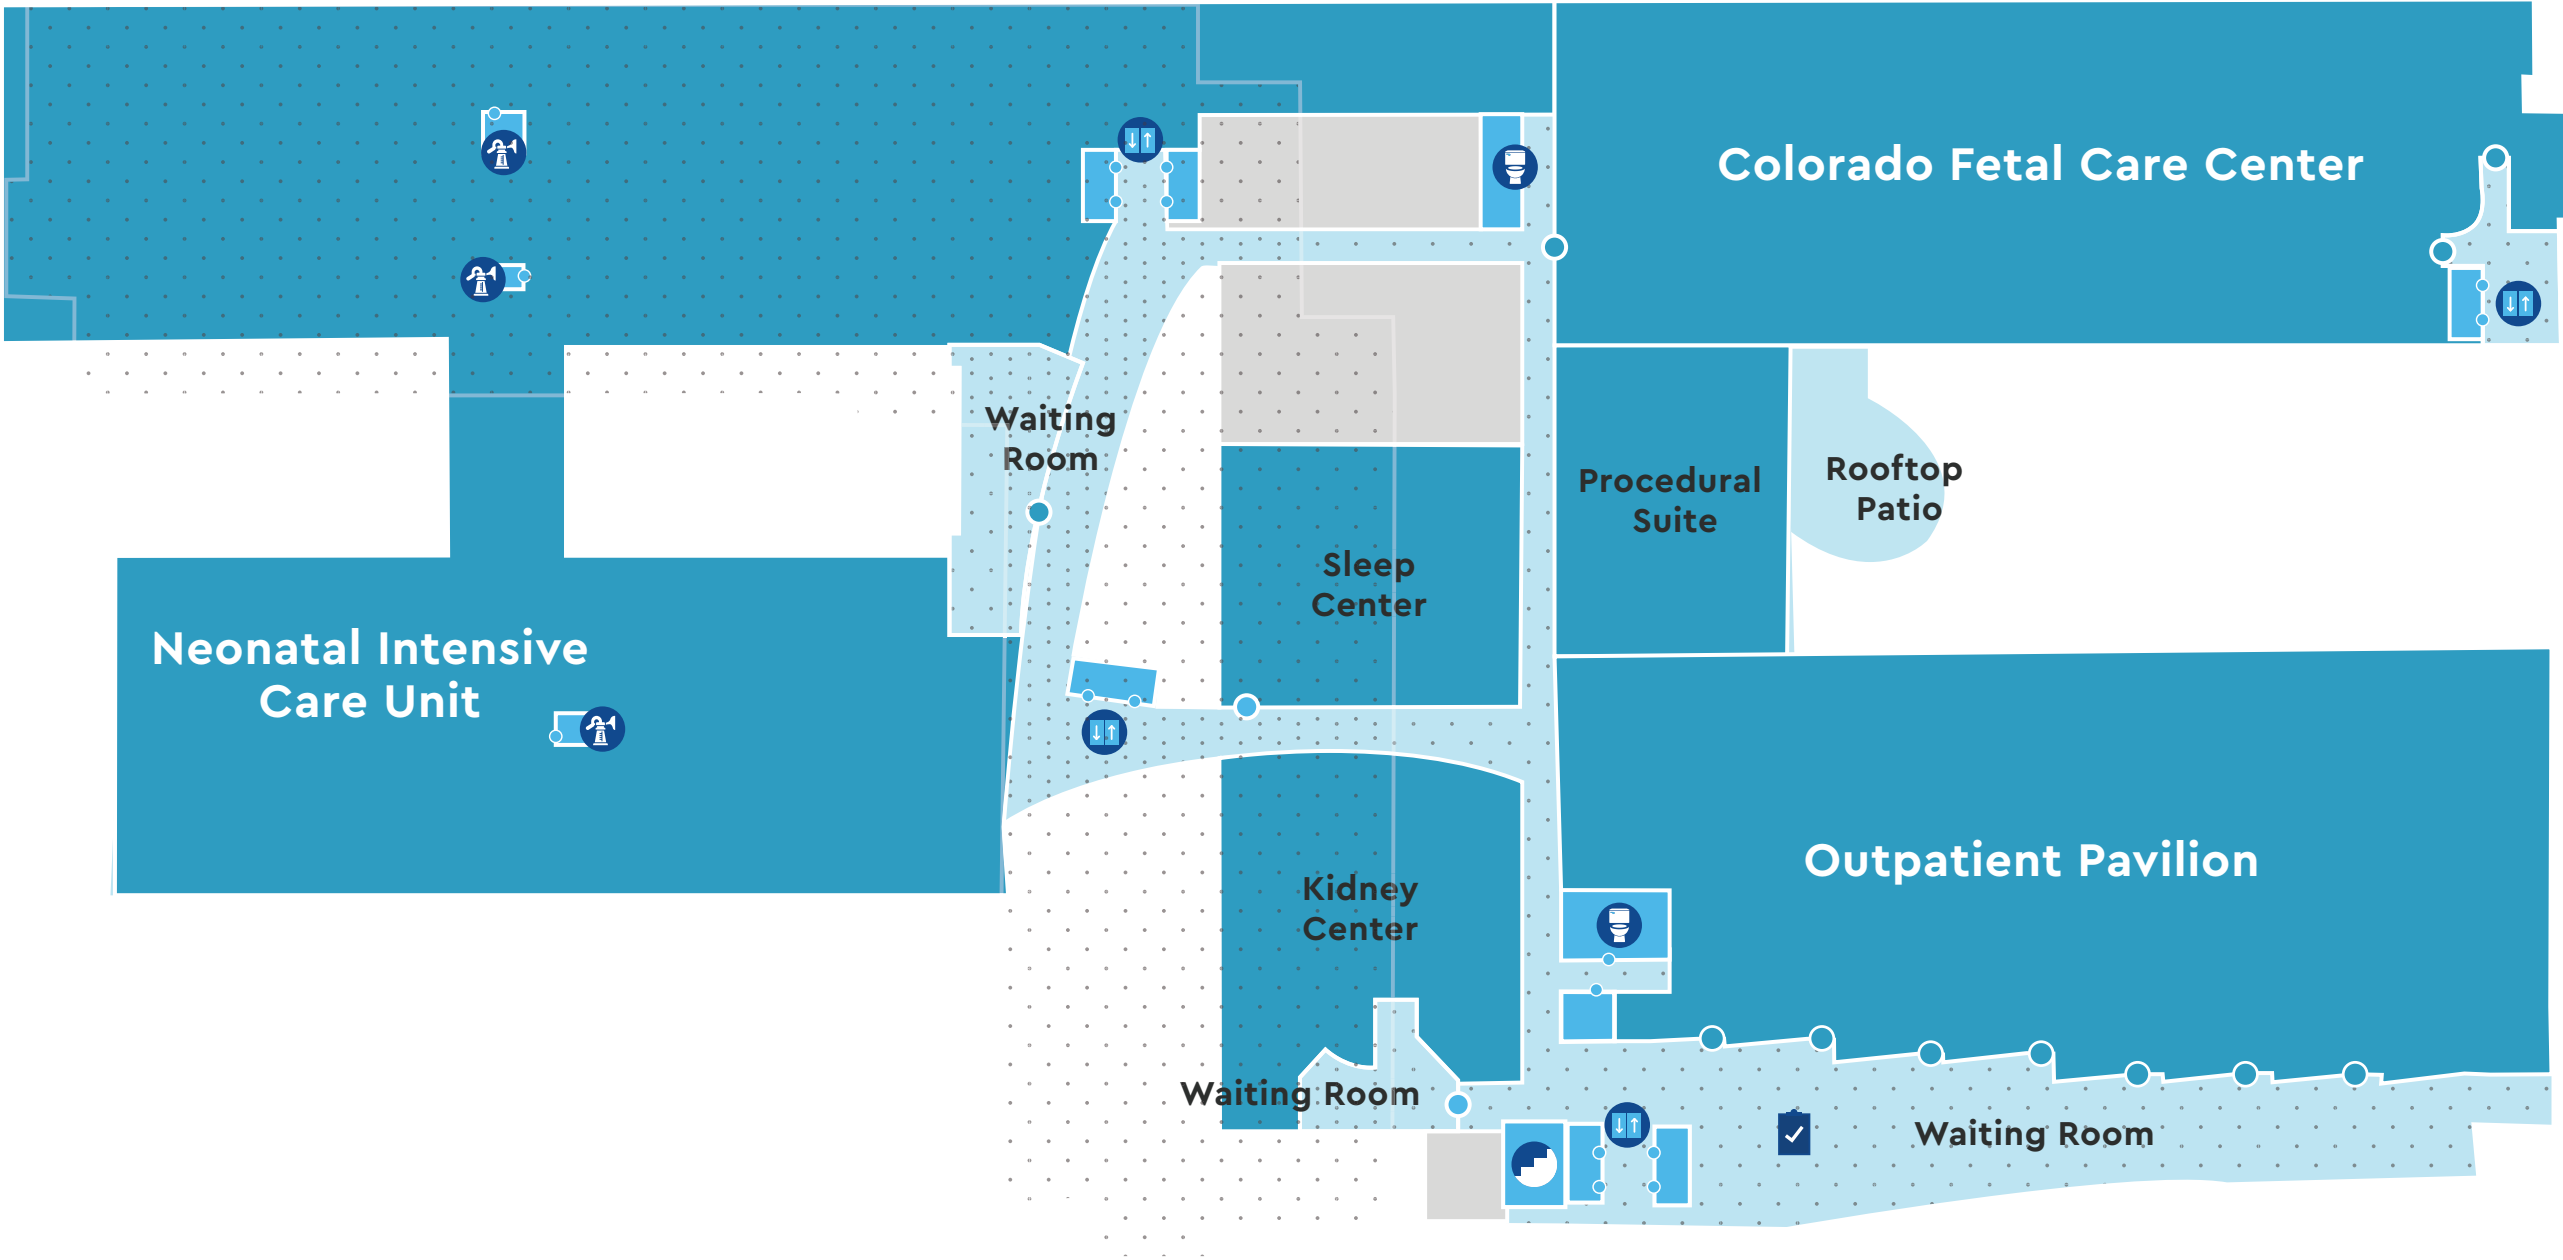 Colorado Fetal Care Center
Waiting
Room
Procedural
Suite
Rooftop
Patio
Sleep
Center
Neonatal Intensive
Care Unit
Outpatient Pavilion
Kidney
Center
Waiting Room
Waiting Room